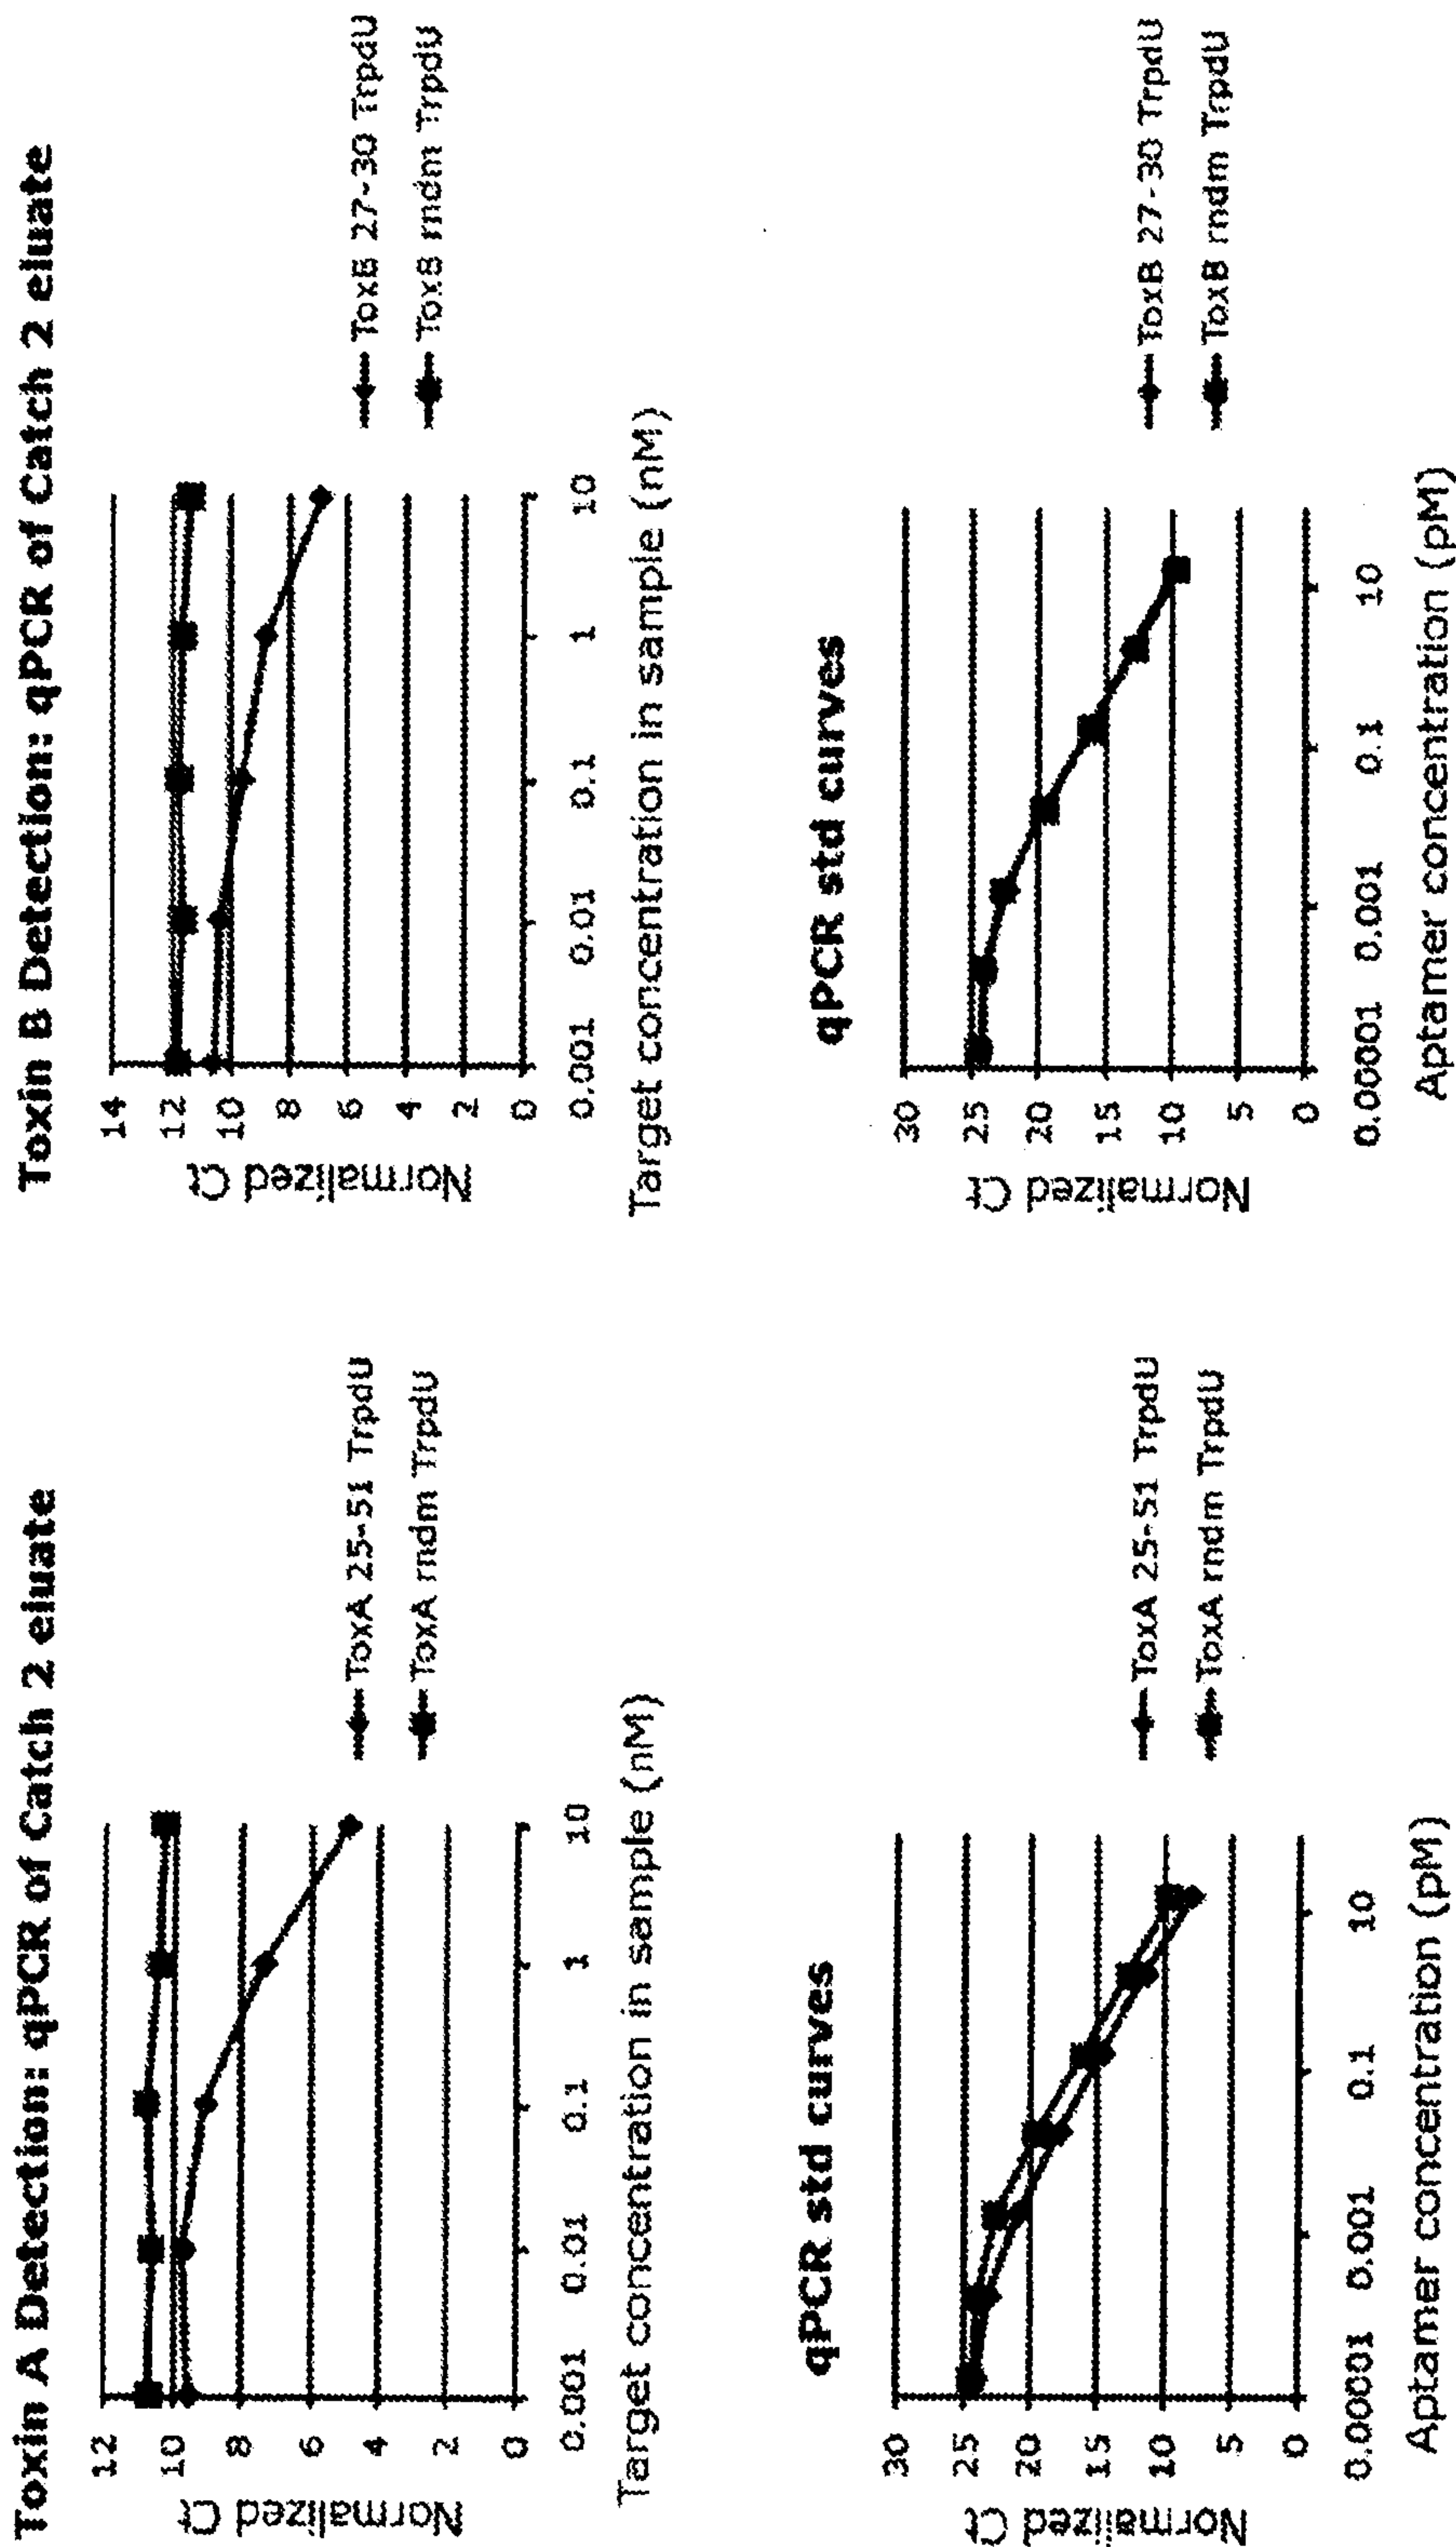 Toxin A Detection: qPCR of Catch 2 eluate
12
10
8
6
4
2
0
Normalized Ct
0.001 0.01 0.1 1 10
Target concentration in sample (nM)
ToxA 25-51 TrpdU
ToxA rndm TrpdU
Toxin B Detection: qPCR of Catch 2 eluate
14
12
10
8
6
4
2
0
Normalized Ct
0.001 0.01 0.1 1 10
Target concentration in sample (nM)
ToxB 27-30 TrpdU
ToxB rndm TrpdU
qPCR std curves
30
25
20
15
10
5
0
Normalized Ct
0.00001 0.001 0.1 10
Aptamer concentration (pM)
ToxA 25-51 TrpdU
ToxA rndm TrpdU
qPCR std curves
30
25
20
15
10
5
0
Normalized Ct
0.00001 0.001 0.1 10
Aptamer concentration (pM)
ToxB 27-30 TrpdU
ToxB rndm TrpdU